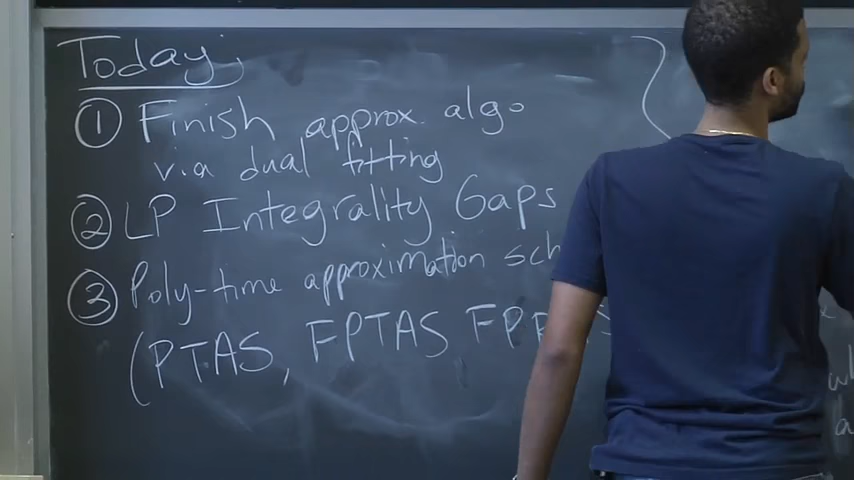 Today:
① Finish approx. algo
via dual fitting
② LP Integrality Gaps
③ Poly-time approximation sch
(PTAS, FPTAS FPR